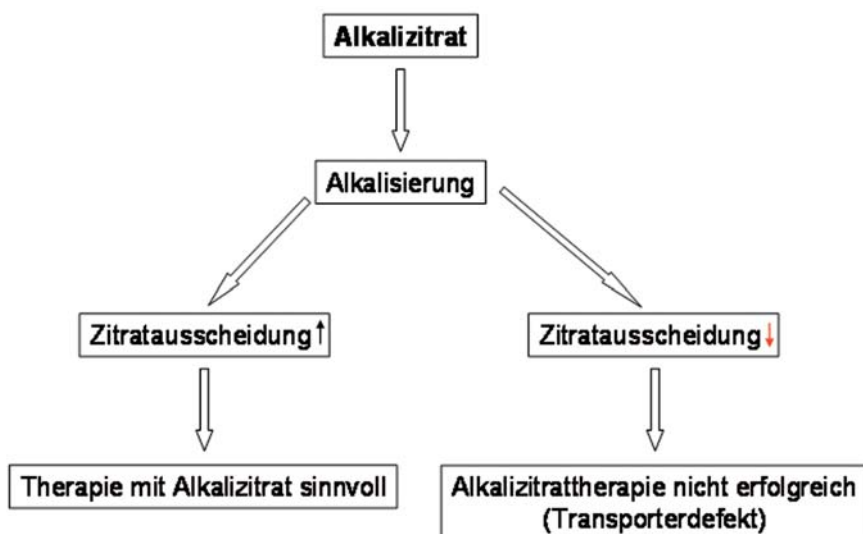 Alkalizitrat
Alkalisierung
Zitratausscheidung↑
Zitratausscheidung↓
Therapie mit Alkalizitrat sinnvoll
Alkalizitrattherapie nicht erfolgreich
(Transporterdefekt)